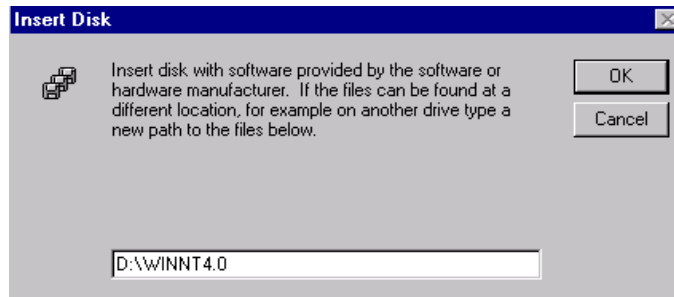 Insert Disk
Insert disk with software provided by the software or
hardware manufacturer. If the files can be found at a
different location, for example on another drive type a
new path to the files below.
OK
Cancel
D:\WINNT4.0